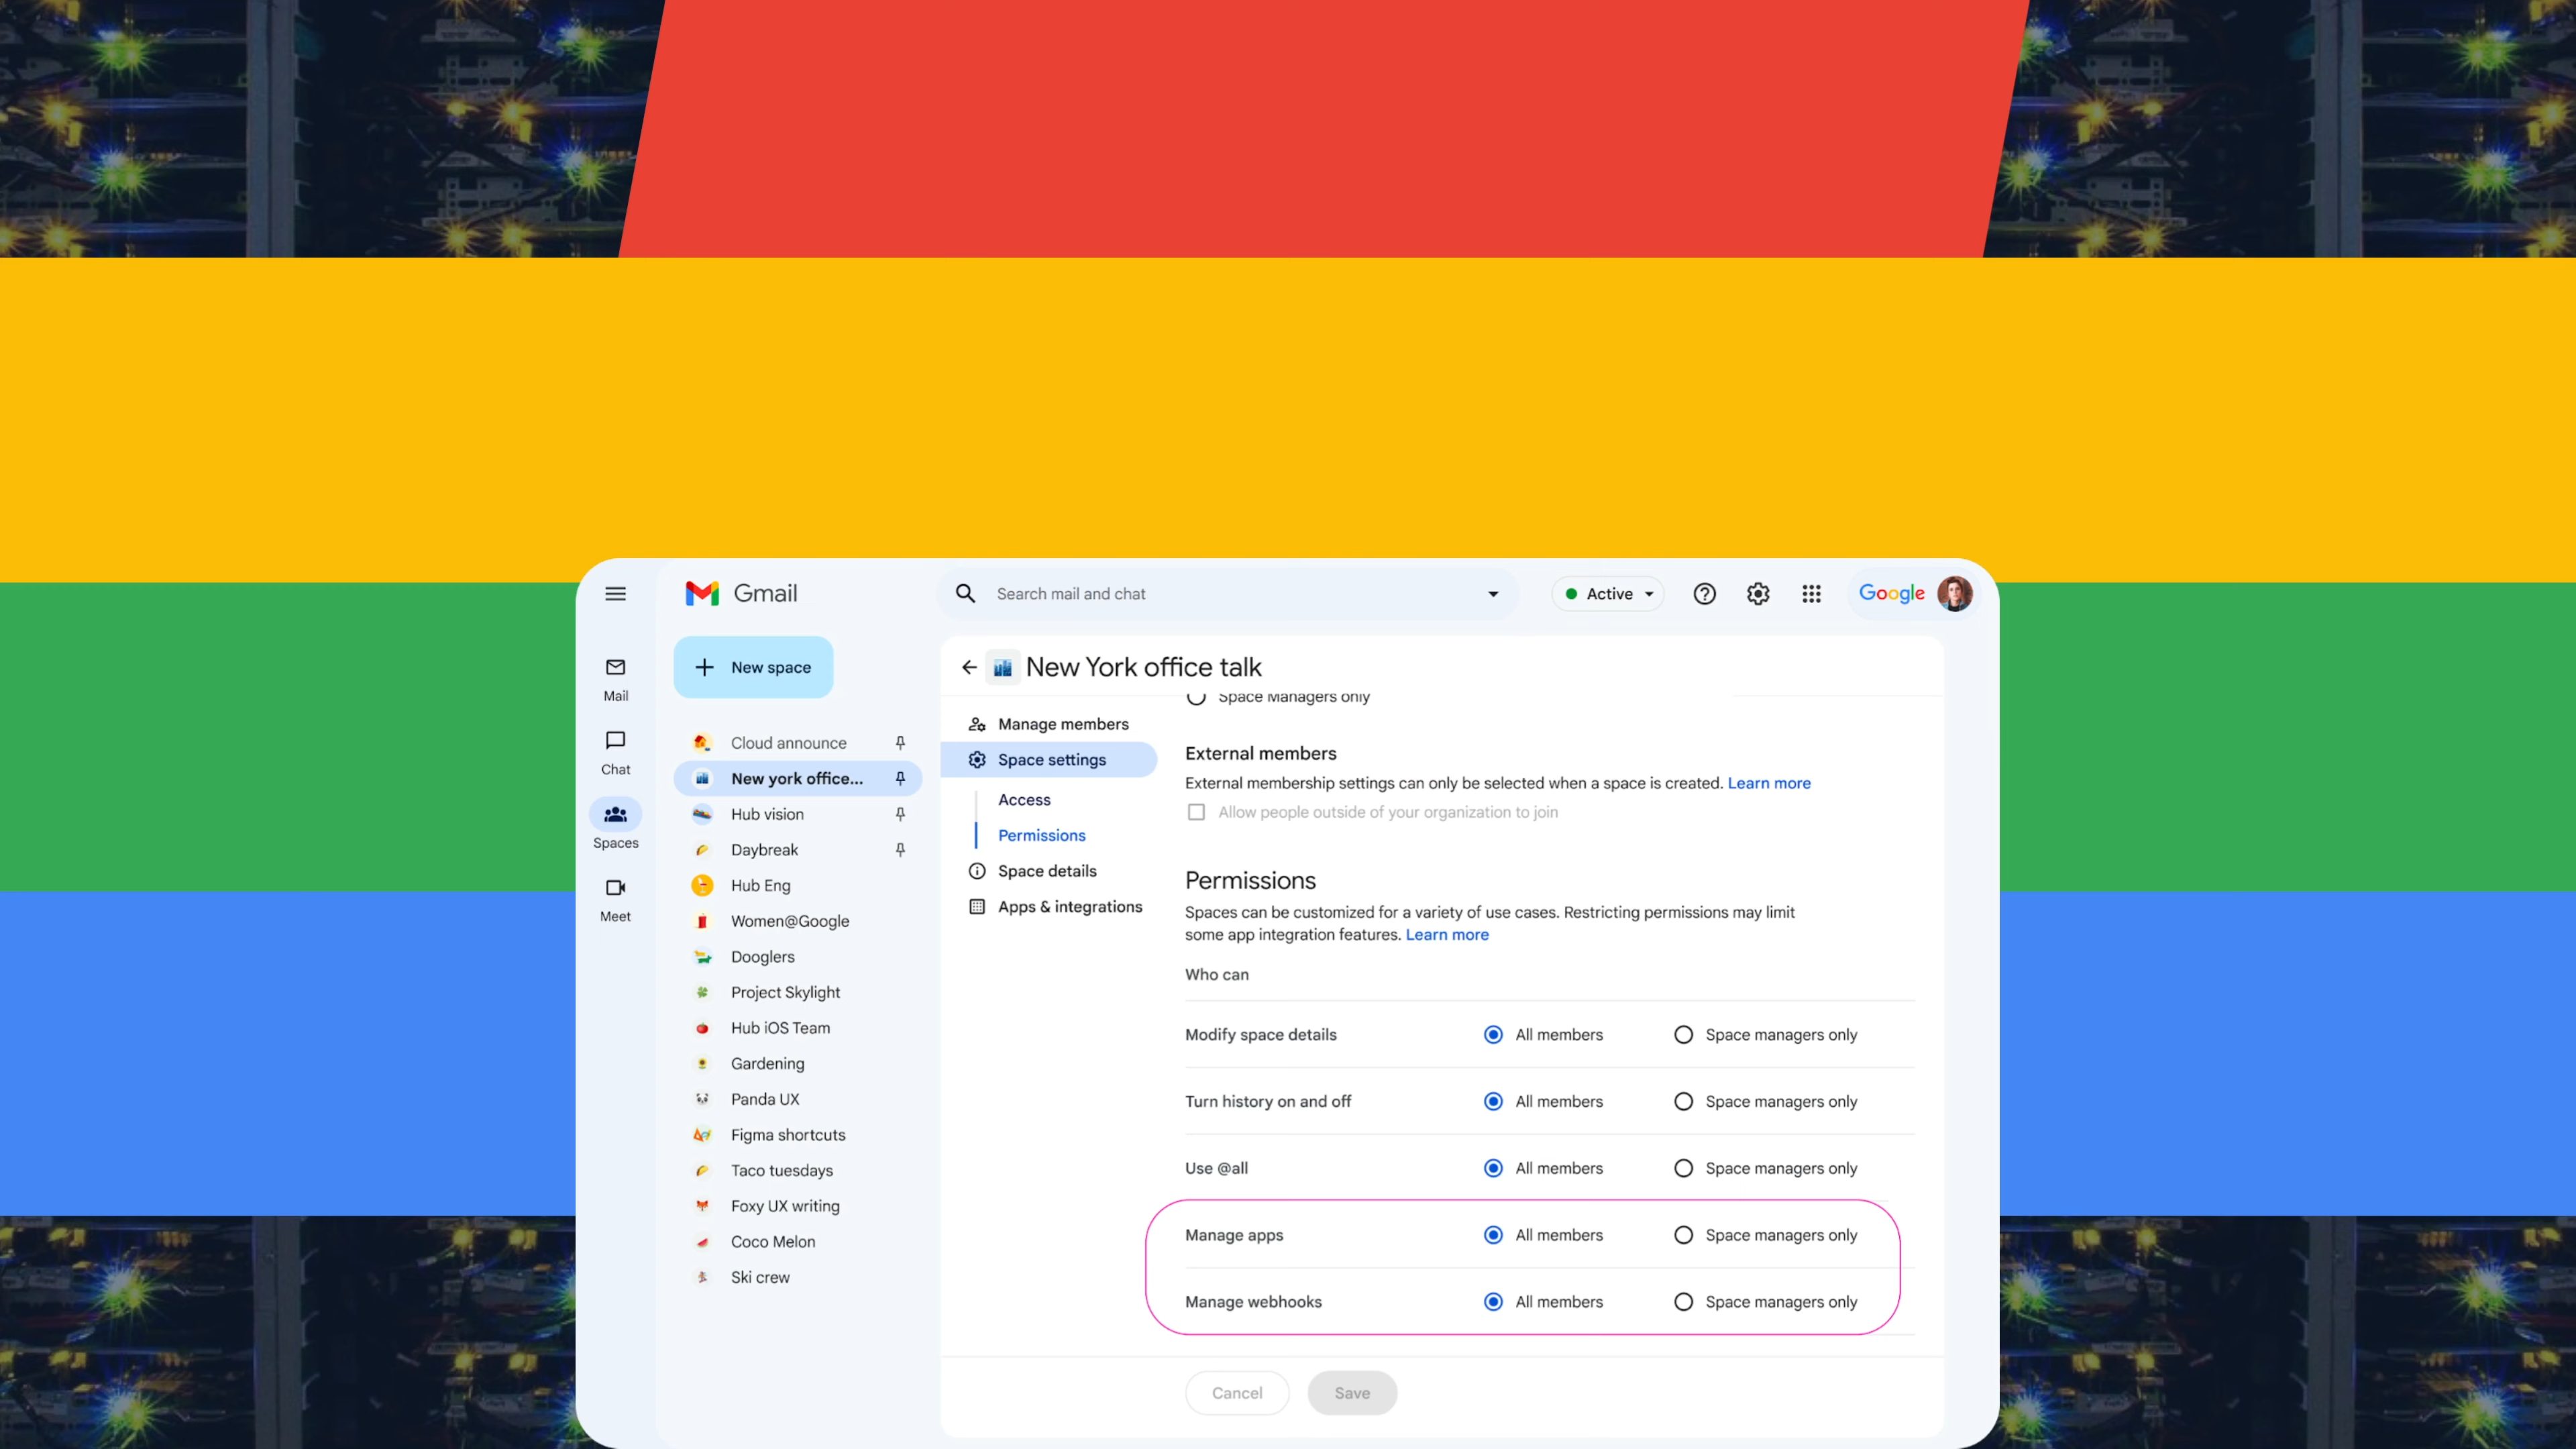 Gmail
Search mail and chat
Active
Google
Mail
Chat
Spaces
Meet
New space
Cloud announce
New york office...
Hub vision
Daybreak
Hub Eng
Women@Google
Dooglers
Project Skylight
Hub iOS Team
Gardening
Panda UX
Figma shortcuts
Taco tuesdays
Foxy UX writing
Coco Melon
Ski crew
New York office talk
Manage members
Space settings
Access
Permissions
Space details
Apps & integrations
Space Managers only
External members
External membership settings can only be selected when a space is created. Learn more
Allow people outside of your organization to join
Permissions
Spaces can be customized for a variety of use cases. Restricting permissions may limit
some app integration features. Learn more
Who can
Modify space details All members Space managers only
Turn history on and off All members Space managers only
Use @all All members Space managers only
Manage apps All members Space managers only
Manage webhooks All members Space managers only
Cancel Save